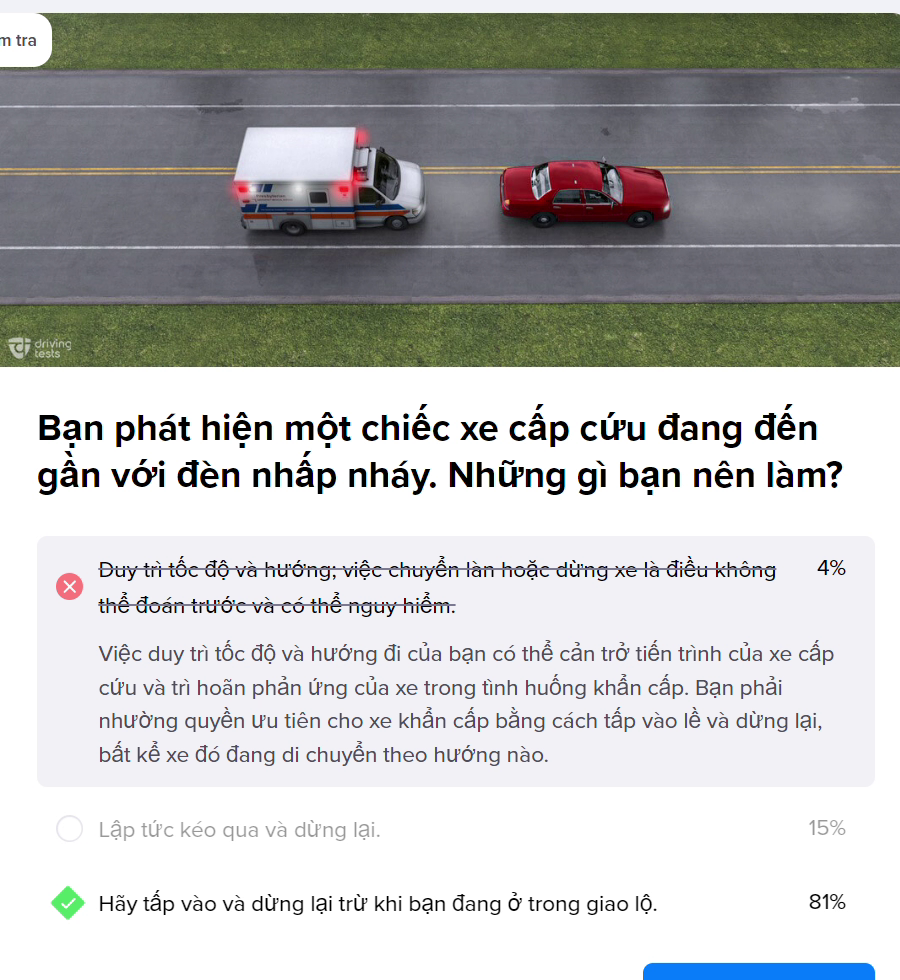 m tra
driving
tests
Bạn phát hiện một chiếc xe cấp cứu đang đến
gần với đèn nhấp nháy. Những gì bạn nên làm?
Duy trì tốc độ và hướng; việc chuyển làn hoặc dừng xe là điều không 4%
thể đoán trước và có thể nguy hiểm.
Việc duy trì tốc độ và hướng đi của bạn có thể cản trở tiến trình của xe cấp
cứu và trì hoãn phản ứng của xe trong tình huống khẩn cấp. Bạn phải
nhường quyền ưu tiên cho xe khẩn cấp bằng cách tấp vào lề và dừng lại,
bất kể xe đó đang di chuyển theo hướng nào.
Lập tức kéo qua và dừng lại. 15%
Hãy tấp vào và dừng lại trừ khi bạn đang ở trong giao lộ. 81%